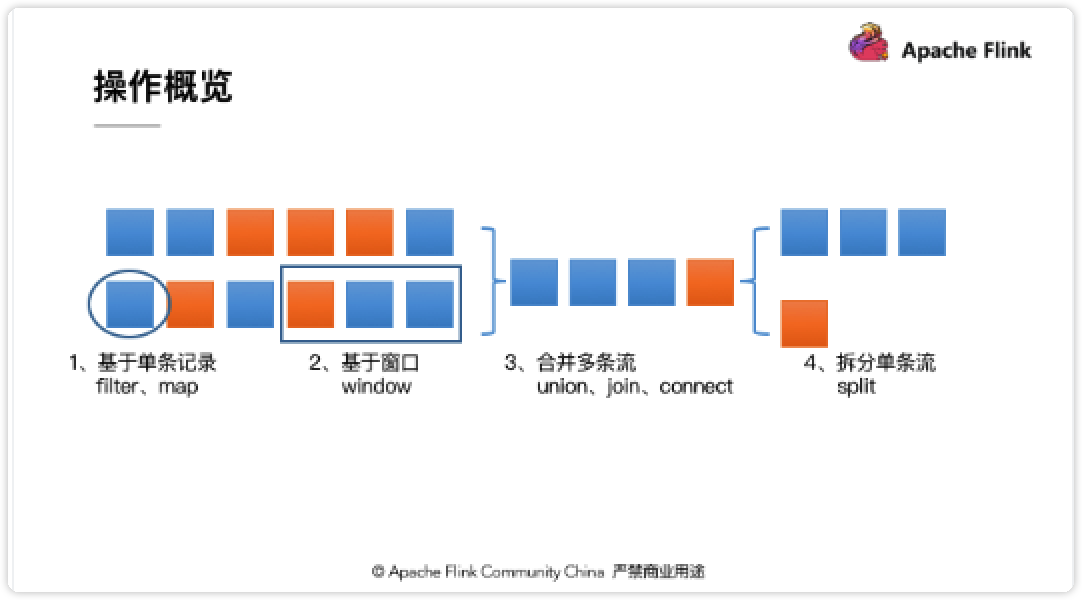 Apache Flink
操作概览
1、基于单条记录
filter、map
2、基于窗口
window
3、合并多条流
union、join、connect
4、拆分单条流
split
© Apache Flink Community China 严禁商业用途